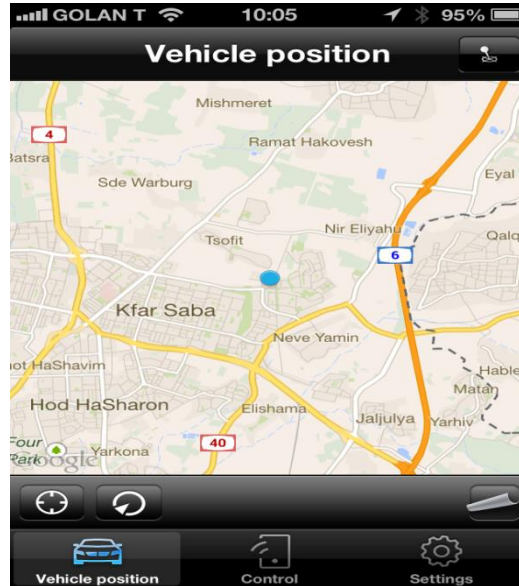 GOLAN T 10:05 95%
Vehicle position
Mishmeret
4
Ramat Hakovesh
Batsra
Eyal
Sde Warburg
Nir Eliyahu
Tsofit
Qalq
6
Kfar Saba
Neve Yamin
not HaShavim
Hable
Matan
Hod HaSharon
Elishama
Jaljulya
Yarhiv
Four
40
Park
Yarkona
Google
Vehicle position
Control
Settings